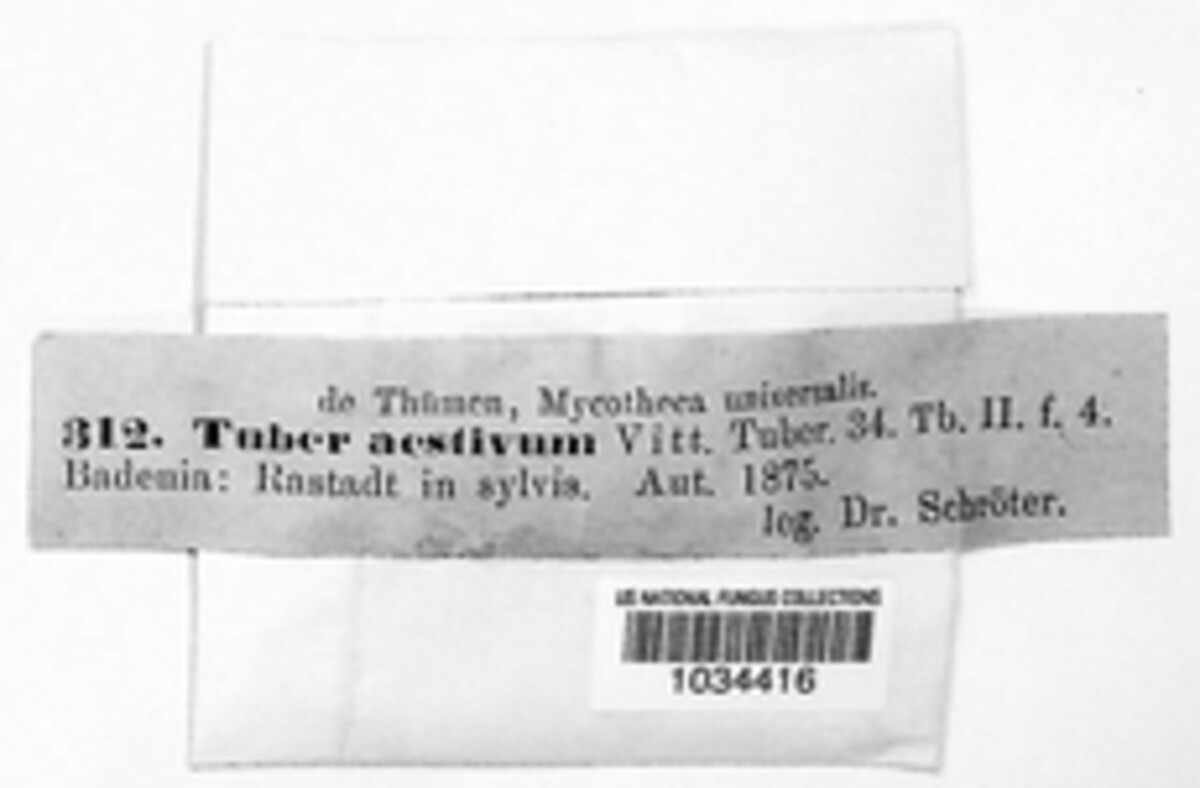 de Thümen, Mycotheca universalis.
312. Tuber aestivum Vitt. Tuber. 34. Tb. II. f. 4.
Badenia: Rastadt in sylvis. Aut. 1875.
leg. Dr. Schröter.
US NATIONAL FUNGUS COLLECTIONS
1034416